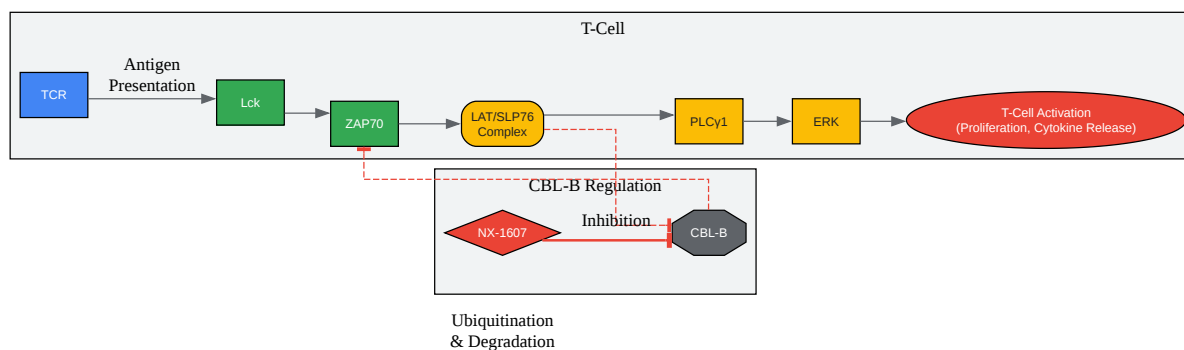 T-Cell
Antigen
Presentation
TCR
Lck
ZAP70
LAT/SLP76
Complex
PLCγ1
ERK
T-Cell Activation
(Proliferation, Cytokine Release)
CBL-B Regulation
Inhibition
NX-1607
CBL-B
Ubiquitination
& Degradation